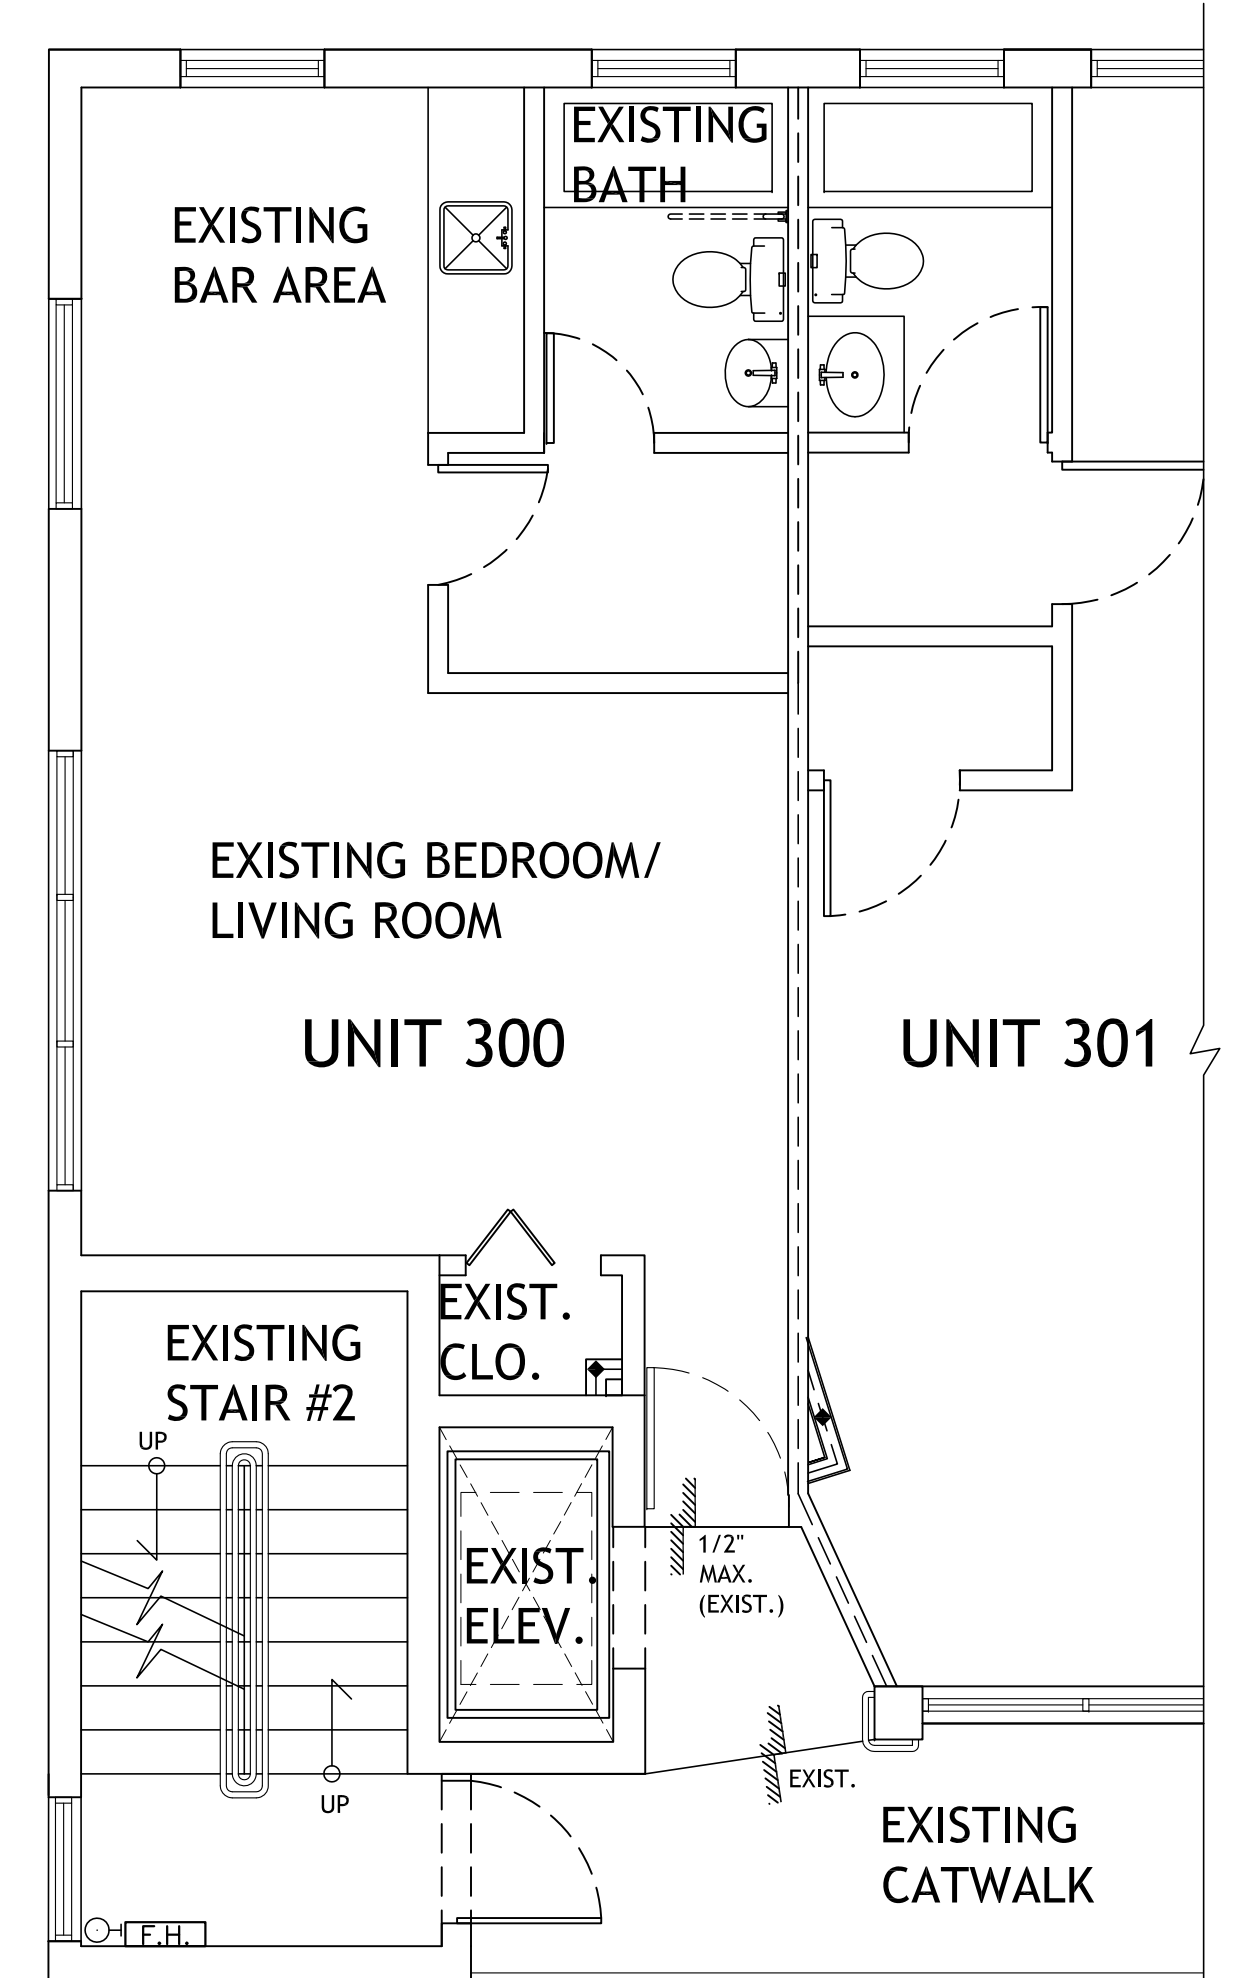 EXISTING
BATH
EXISTING
BAR AREA
EXISTING BEDROOM/
LIVING ROOM
UNIT 300
UNIT 301
EXIST.
CLO.
EXISTING
STAIR #2
UP
EXIST.
ELEV.
1/2"
MAX.
(EXIST.)
EXIST.
UP
EXISTING
CATWALK
F.H.